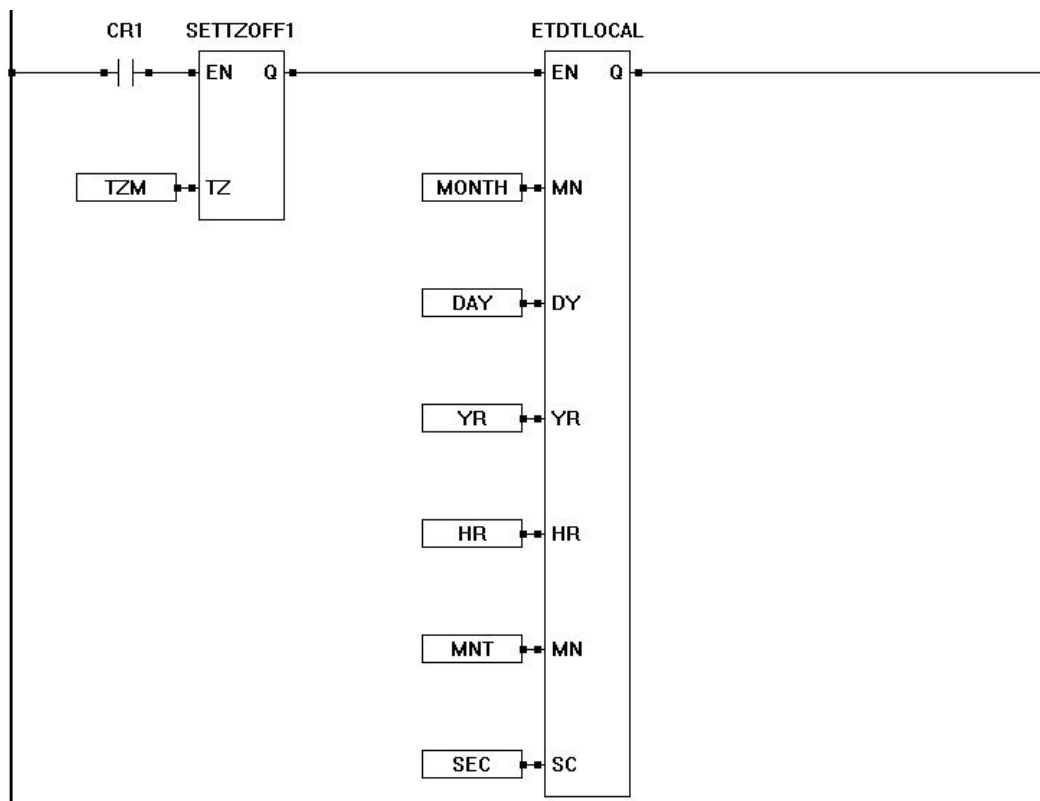 CR1 SETTZOFF1 ETDTLOCAL
EN Q EN Q
TZM TZ MONTH MN
DAY DY
YR YR
HR HR
MNT MN
SEC SC